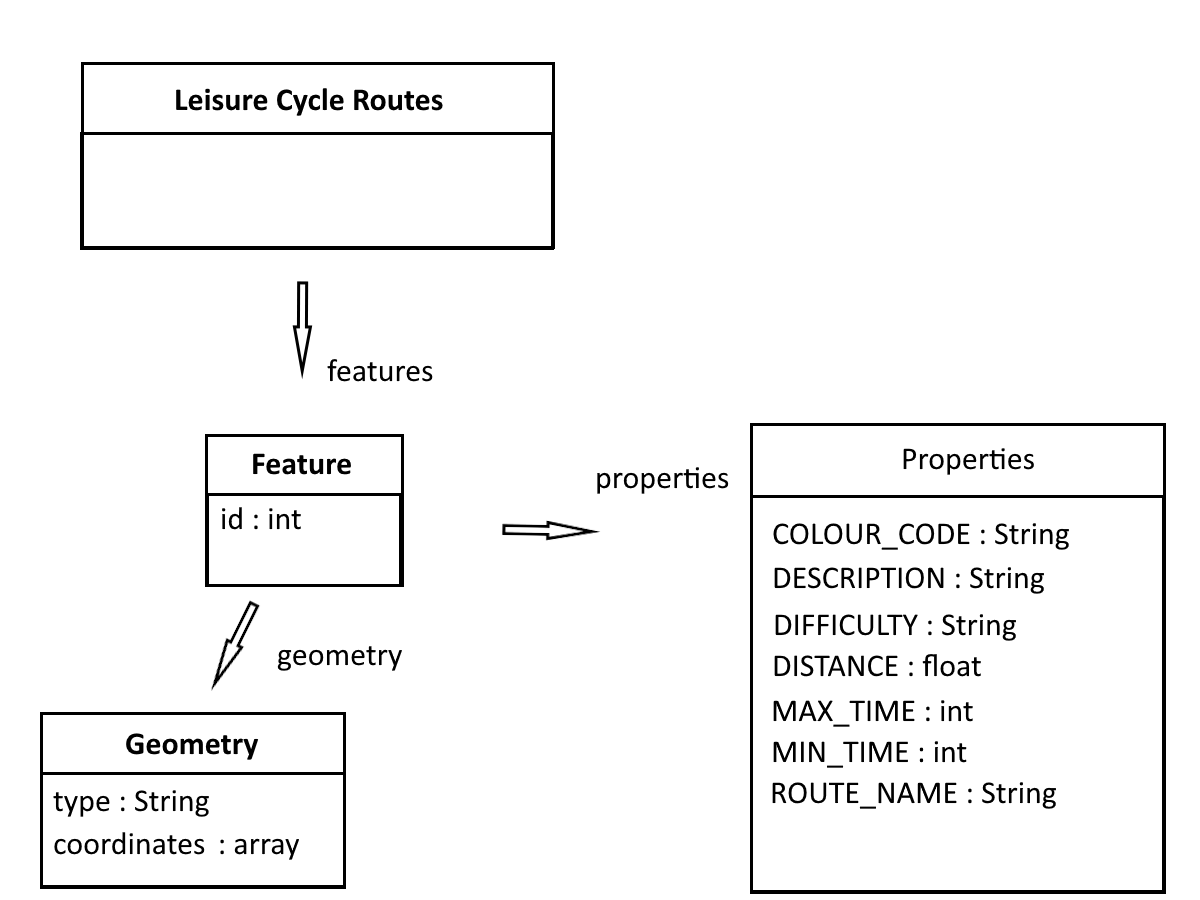 Leisure Cycle Routes
features
Feature
id : int
properties
geometry
Geometry
type : String
coordinates : array
Properties
COLOUR_CODE : String
DESCRIPTION : String
DIFFICULTY : String
DISTANCE : float
MAX_TIME : int
MIN_TIME : int
ROUTE_NAME : String